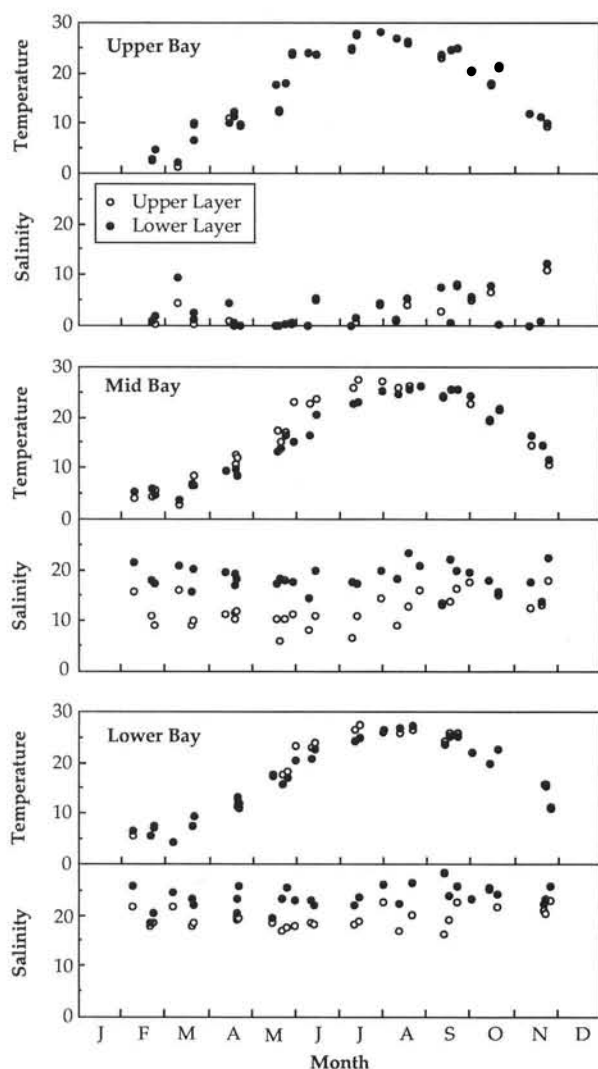 30
Upper Bay
Temperature
20
10
0
Upper Layer
Lower Layer
Salinity
20
10
0
30
Mid Bay
Temperature
20
10
0
Salinity
20
10
0
30
Lower Bay
Temperature
20
10
0
Salinity
20
10
0
J F M A M J J A S O N D
Month